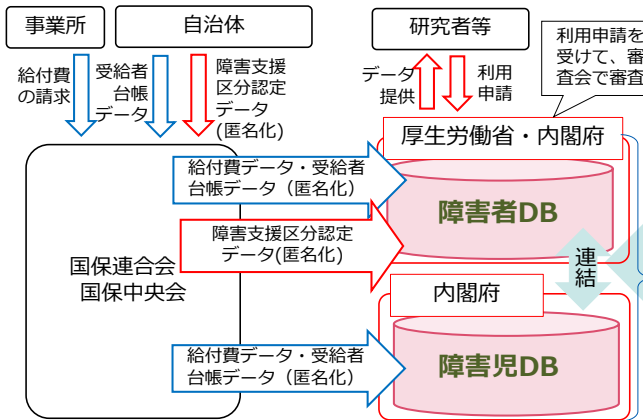 事業所
自治体
研究者等
給付費
の請求
受給者
台帳
データ
障害支援
区分認定
データ
(匿名化)
データ
提供
利用
申請
利用申請を
受けて、審
査会で審査
厚生労働省・内閣府
給付費データ・受給者
台帳データ（匿名化）
障害者DB
障害支援区分認定
データ(匿名化)
国保連合会
国保中央会
連結
内閣府
給付費データ・受給者
台帳データ（匿名化）
障害児DB